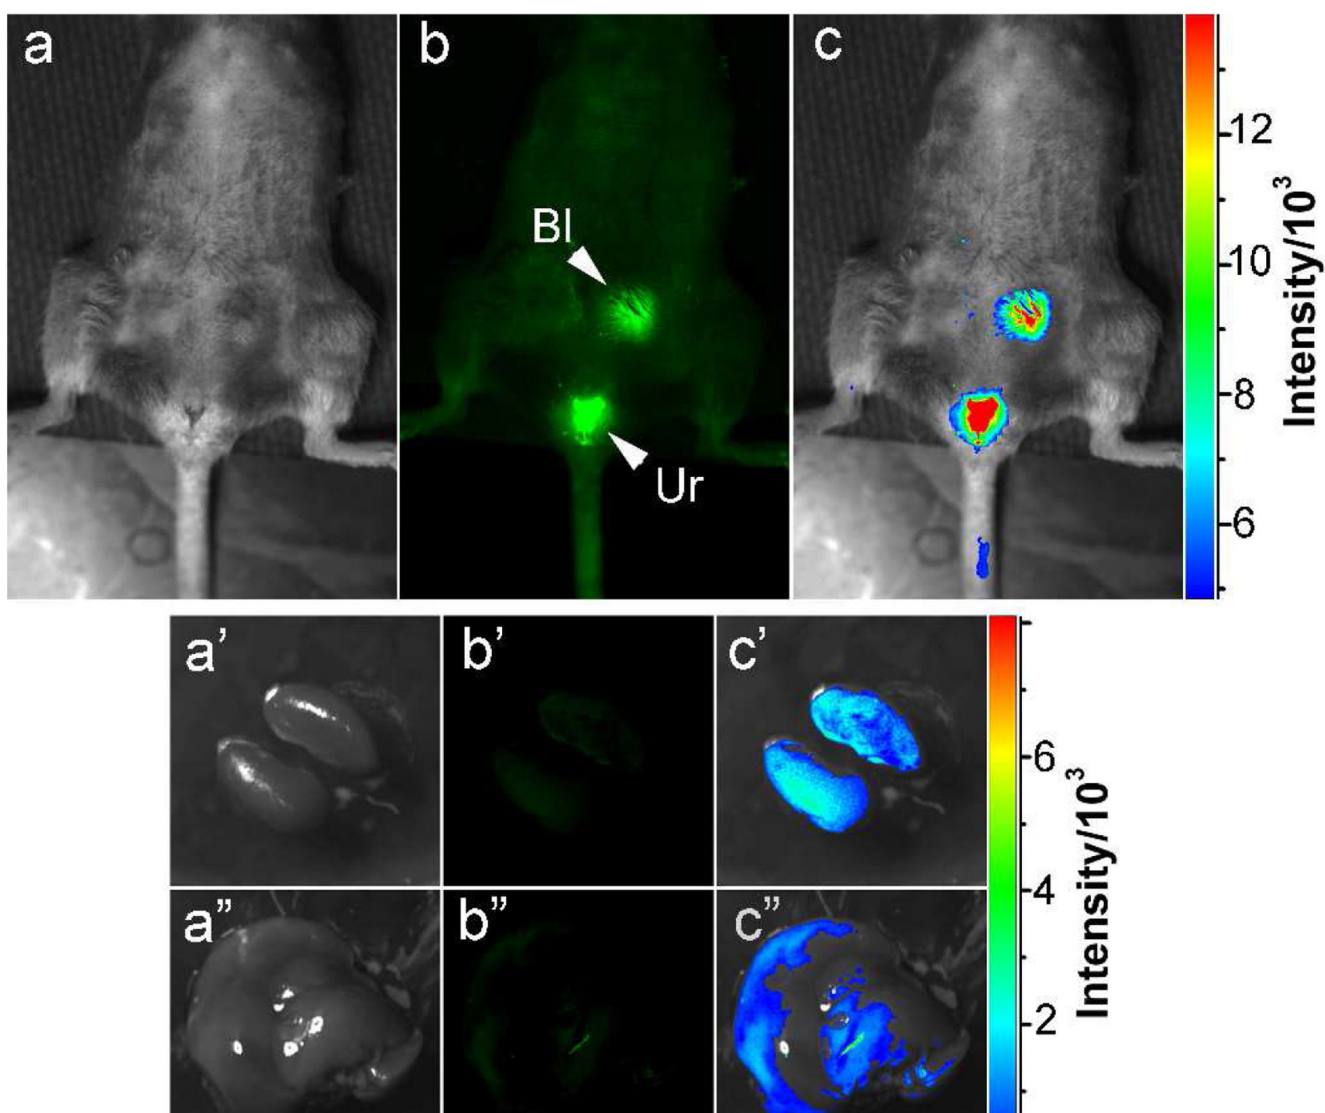 a
b
c
Bl
Ur
12
10
8
6
Intensity/10³
a’
b’
c’
a”
b”
c”
6
4
2
Intensity/10³